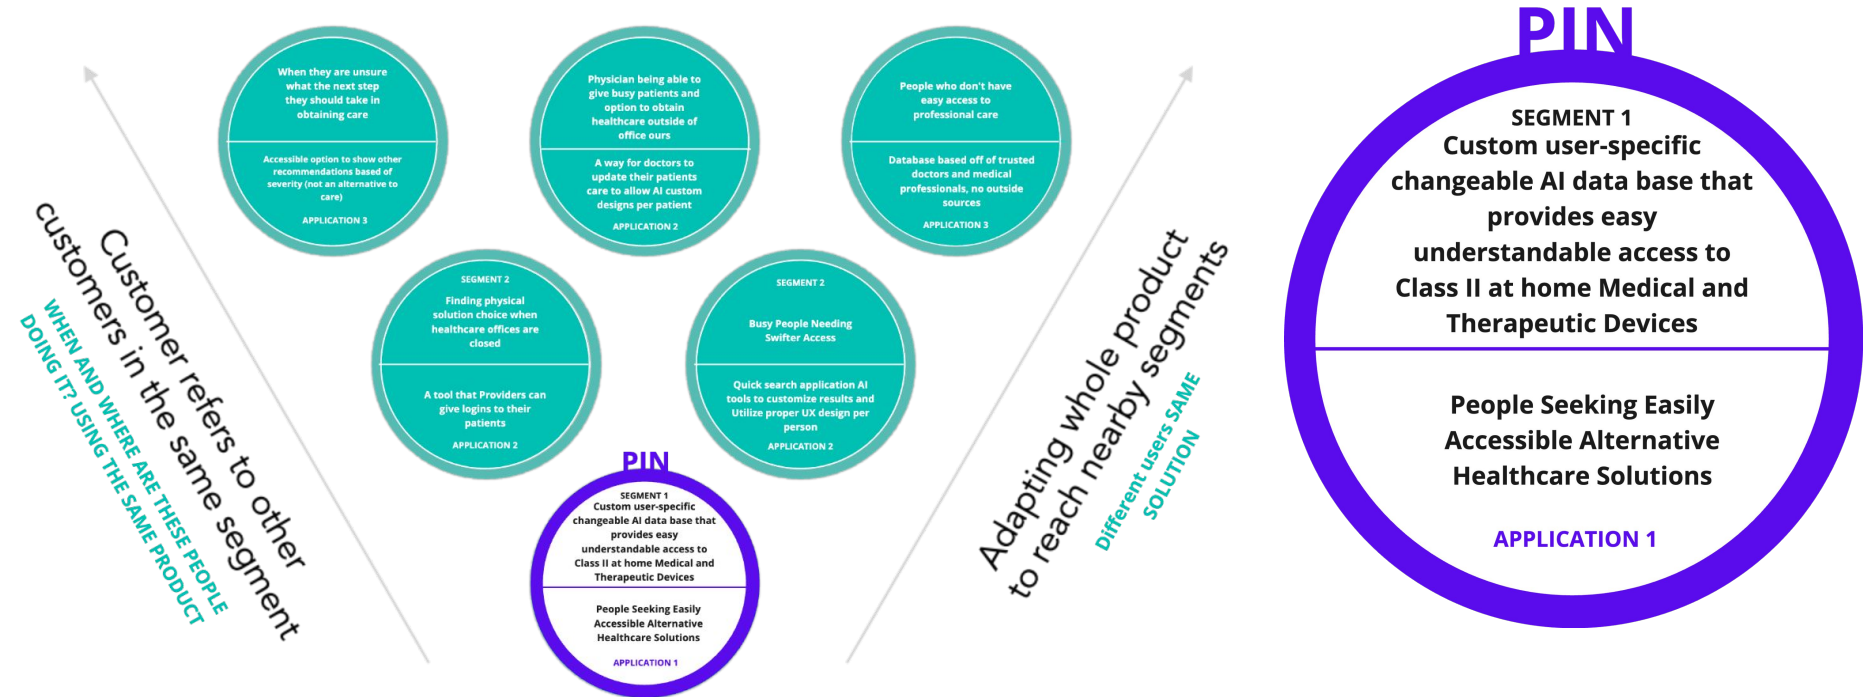 When they are unsure
what the next step
they should take in
obtaining care
Accessible option to show other
recommendations based of
severity (not an alternative to
care)
APPLICATION 3
Physician being able to
give busy patients and
option to obtain
healthcare outside of
office ours
A way for doctors to
update their patients
care to allow AI custom
designs per patient
APPLICATION 2
People who don't have
easy access to
professional care
Database based off of trusted
doctors and medical
professionals, no outside
sources
APPLICATION 3
Customer refers to other
customers in the same segment
WHEN AND WHERE ARE THESE PEOPLE
DOING IT? USING THE SAME PRODUCT
SEGMENT 2
Finding physical
solution choice when
healthcare offices are
closed
A tool that Providers can
give logins to their
patients
APPLICATION 2
SEGMENT 2
Busy People Needing
Swifter Access
Quick search application AI
tools to customize results and
Utilize proper UX design per
person
APPLICATION 2
Adapting whole product
to reach nearby segments
Different users SAME
SOLUTION
PIN
SEGMENT 1
Custom user-specific
changeable AI data base that
provides easy
understandable access to
Class II at home Medical and
Therapeutic Devices
People Seeking Easily
Accessible Alternative
Healthcare Solutions
APPLICATION 1
PIN
SEGMENT 1
Custom user-specific
changeable AI data base that
provides easy
understandable access to
Class II at home Medical and
Therapeutic Devices
People Seeking Easily
Accessible Alternative
Healthcare Solutions
APPLICATION 1